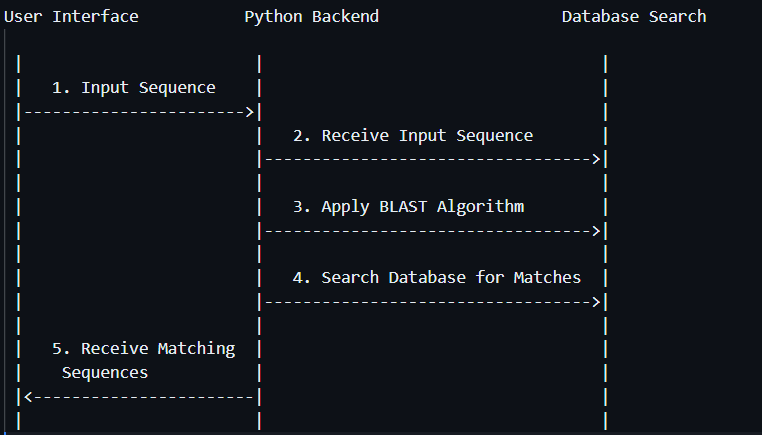 User Interface Python Backend Database Search
1. Input Sequence
2. Receive Input Sequence
3. Apply BLAST Algorithm
4. Search Database for Matches
5. Receive Matching
Sequences